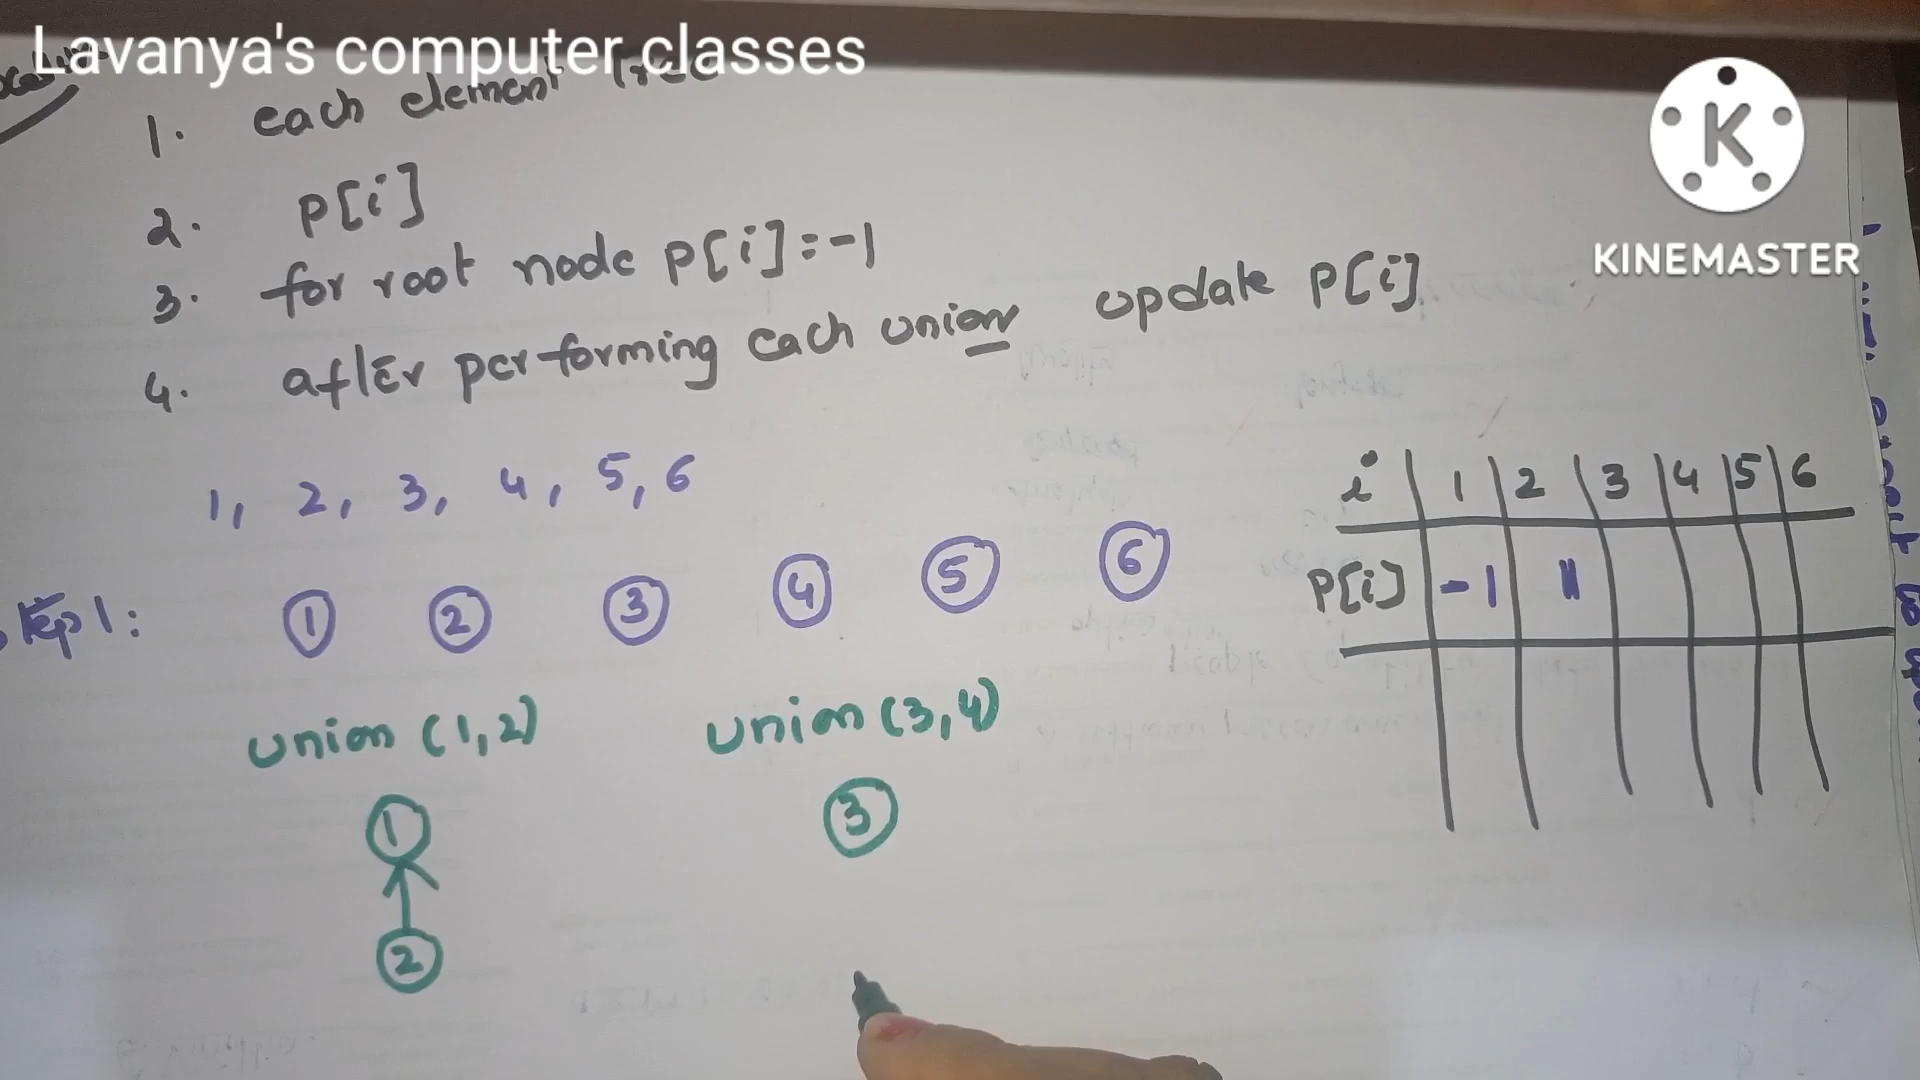 Lavanya's computer classes
KINEMASTER
1. each element Tree
2. P[i]
3. for root node P[i]=-1
4. after performing each union update P[i]
1, 2, 3, 4, 5, 6
i 1 2 3 4 5 6
P[i] -1 1
1 2 3 4 5 6
union (1,2) union (3,4)
1 3
2